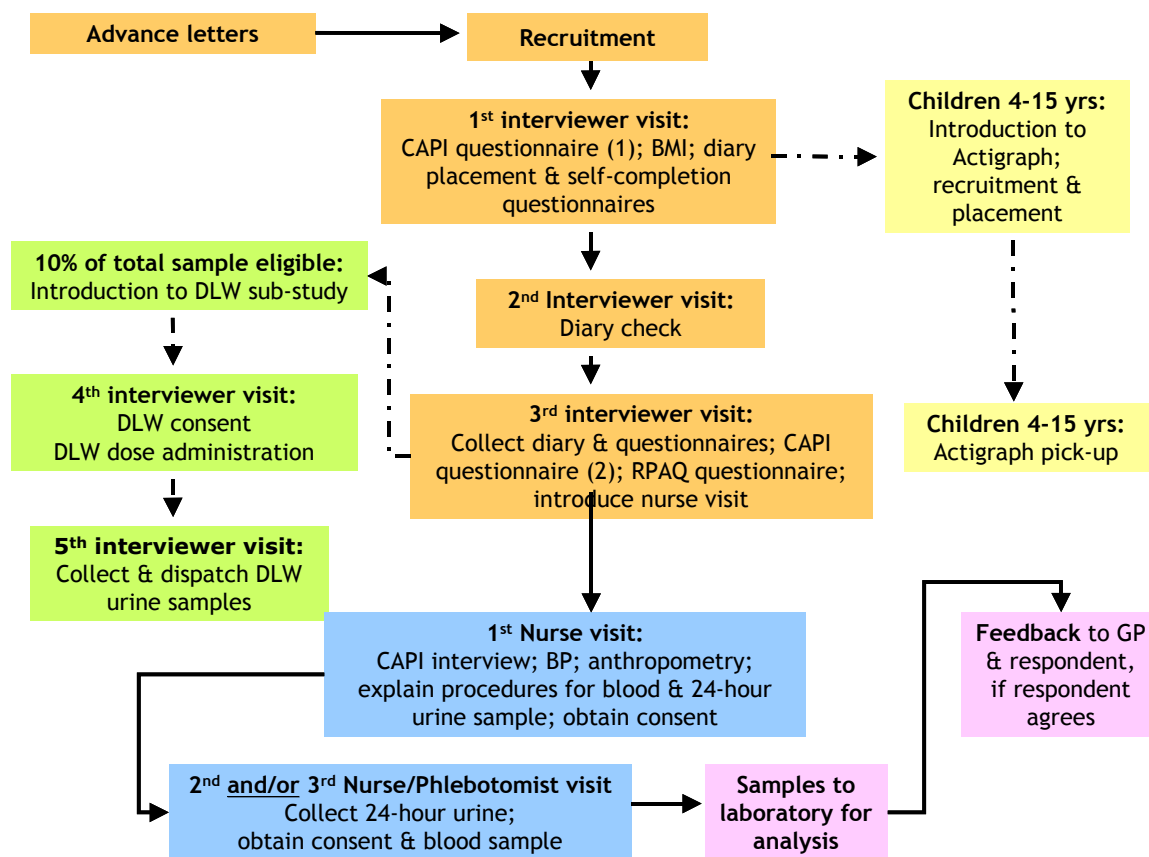 Advance letters
Recruitment
1st interviewer visit:
CAPI questionnaire (1); BMI; diary
placement & self-completion
questionnaires
Children 4-15 yrs:
Introduction to
Actigraph;
recruitment &
placement
10% of total sample eligible:
Introduction to DLW sub-study
2nd Interviewer visit:
Diary check
4th interviewer visit:
DLW consent
DLW dose administration
3rd interviewer visit:
Collect diary & questionnaires; CAPI
questionnaire (2); RPAQ questionnaire;
introduce nurse visit
Children 4-15 yrs:
Actigraph pick-up
5th interviewer visit:
Collect & dispatch DLW
urine samples
1st Nurse visit:
CAPI interview; BP; anthropometry;
explain procedures for blood & 24-hour
urine sample; obtain consent
Feedback to GP
& respondent,
if respondent
agrees
2nd and/or 3rd Nurse/Phlebotomist visit
Collect 24-hour urine;
obtain consent & blood sample
Samples to
laboratory for
analysis